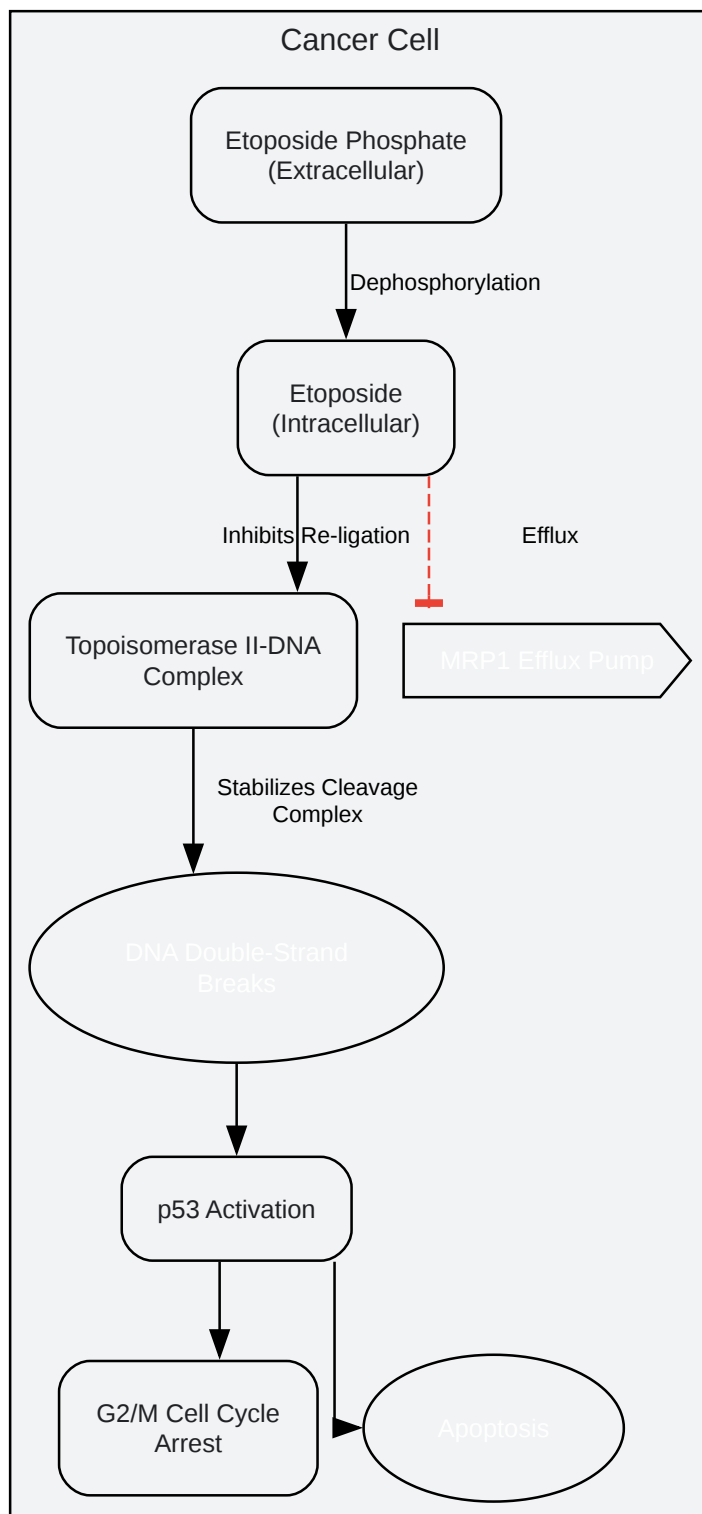 Cancer Cell
Etoposide Phosphate
(Extracellular)
Dephosphorylation
Etoposide
(Intracellular)
Inhibits Re-ligation
Efflux
Topoisomerase II-DNA
Complex
MRP1 Efflux Pump
Stabilizes Cleavage
Complex
DNA Double-Strand
Breaks
p53 Activation
G2/M Cell Cycle
Arrest
Apoptosis